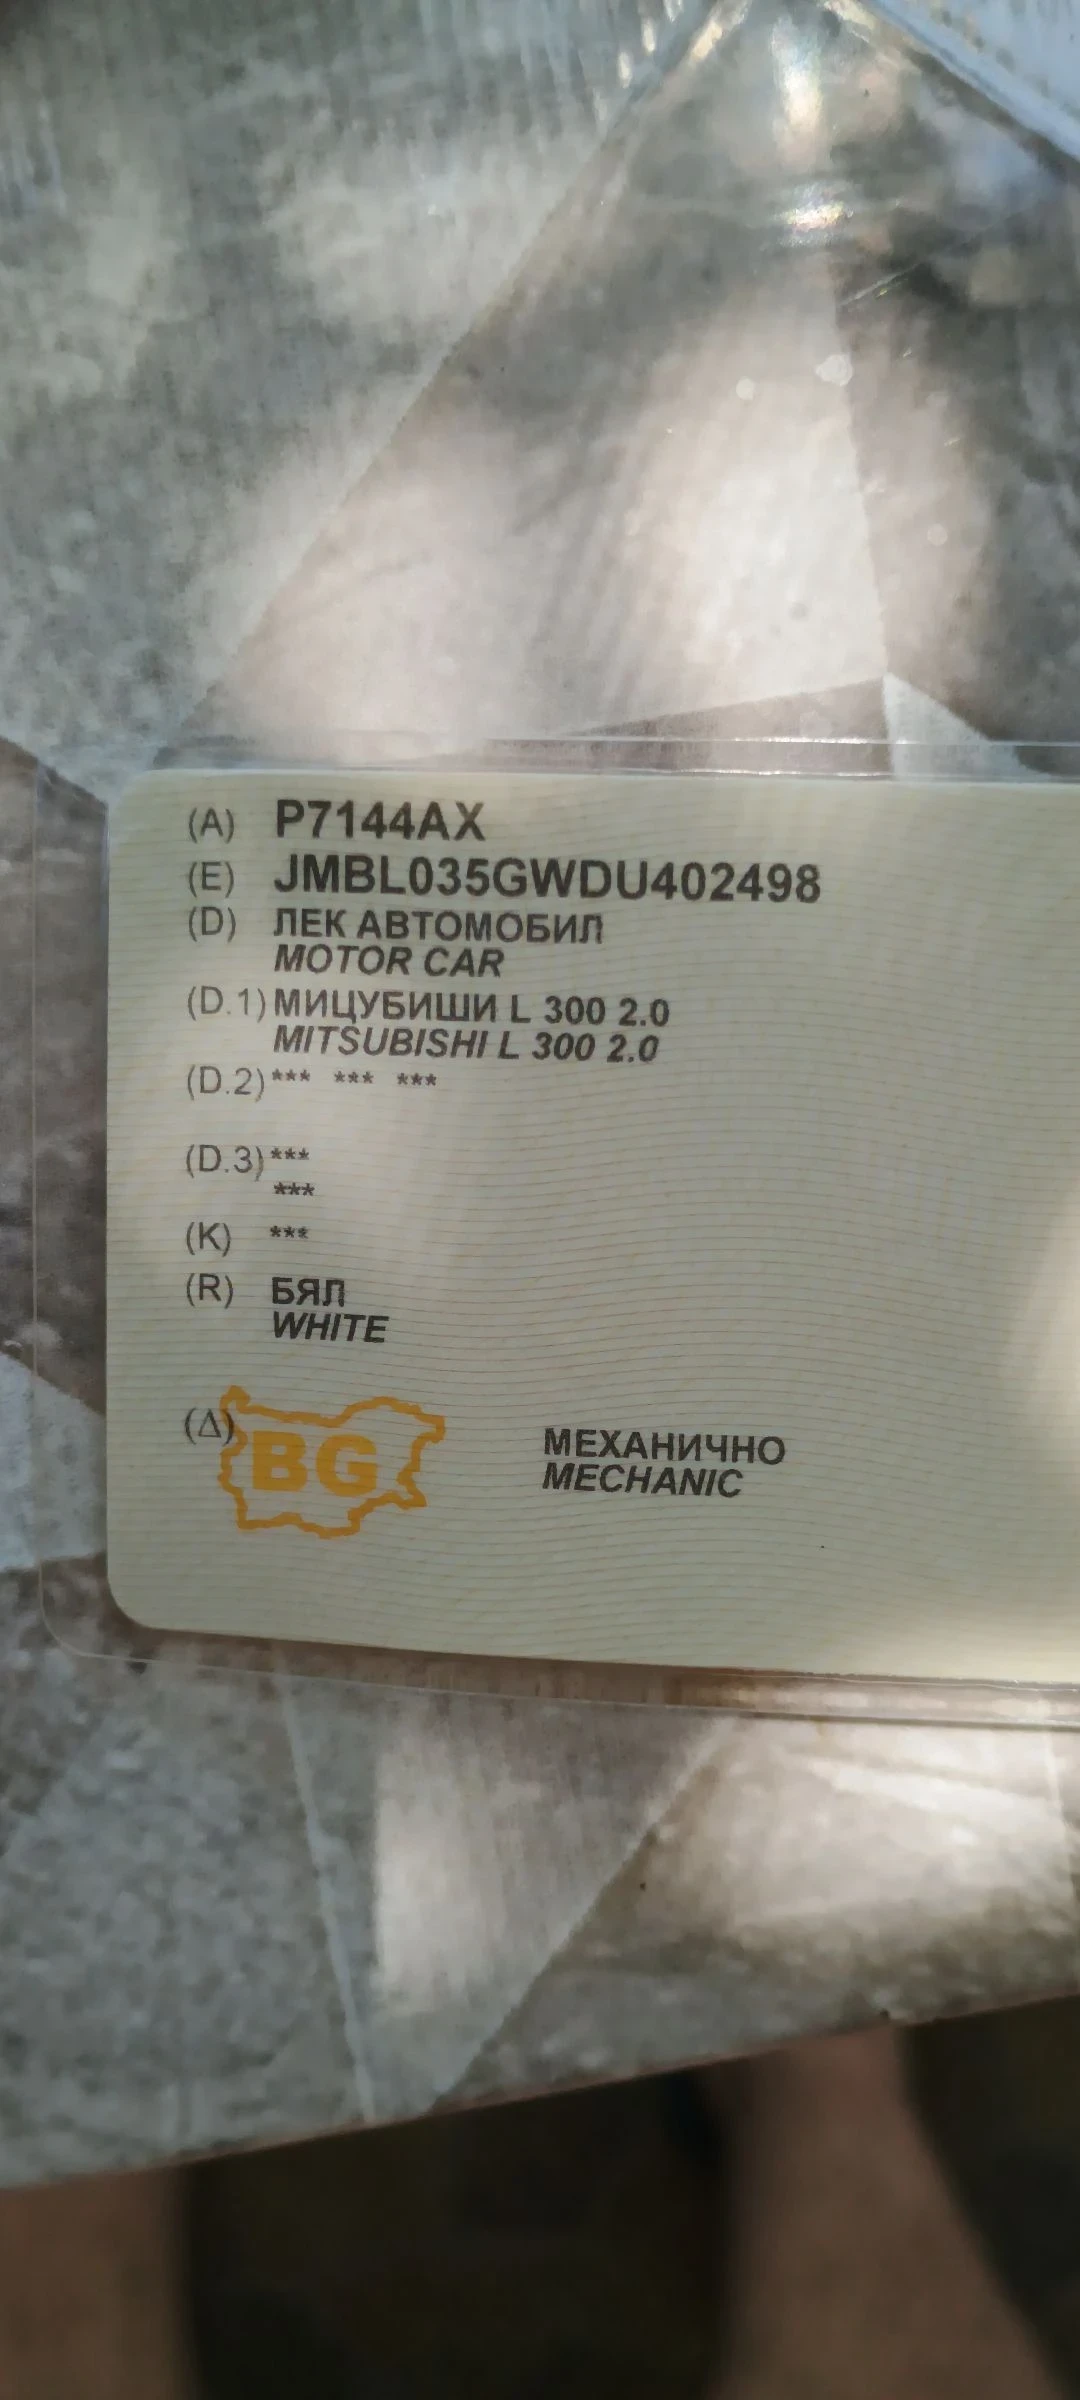 (A) P7144AX
(E) JMBL035GWDU402498
(D) ЛЕК АВТОМОБИЛ
MOTOR CAR
(D.1) МИЦУБИШИ L 300 2.0
MITSUBISHI L 300 2.0
(D.2) *** *** ***
(D.3) ***
***
(K) ***
(R) БЯЛ
WHITE
(Δ) BG МЕХАНИЧНО
MECHANIC